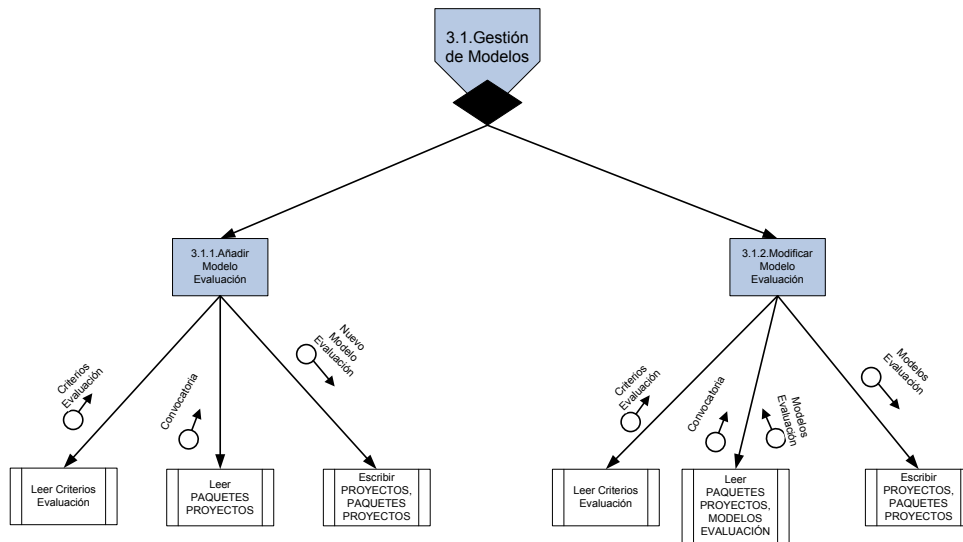 3.1.Gestión
de Modelos
3.1.1.Añadir
Modelo
Evaluación
3.1.2.Modificar
Modelo
Evaluación
Criterios
Evaluación
Convocatoria
Nuevo
Modelo
Evaluación
Criterios
Evaluación
Convocatoria
Modelos
Evaluación
Modelos
Evaluación
Leer Criterios
Evaluación
Leer
PAQUETES
PROYECTOS
Escribir
PROYECTOS,
PAQUETES
PROYECTOS
Leer Criterios
Evaluación
Leer
PAQUETES
PROYECTOS,
MODELOS
EVALUACIÓN
Escribir
PROYECTOS,
PAQUETES
PROYECTOS